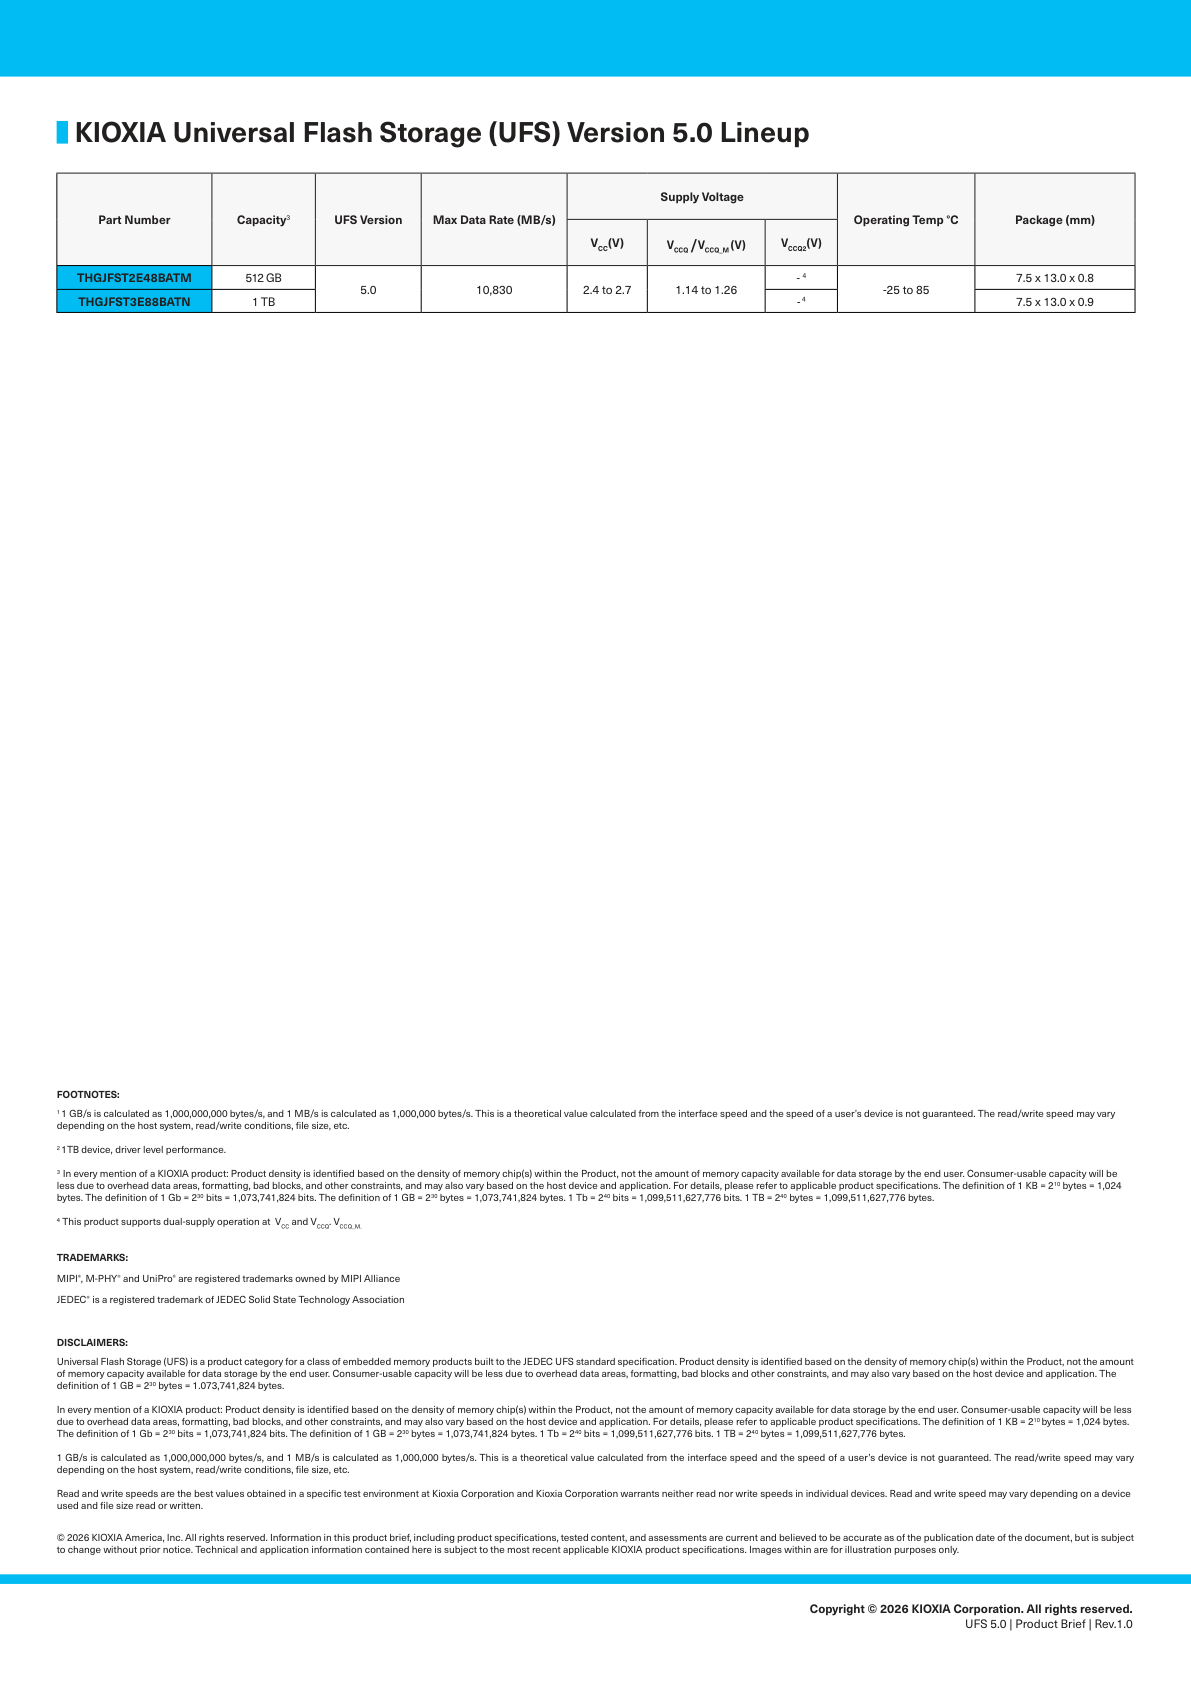 KIOXIA Universal Flash Storage (UFS) Version 5.0 Lineup
Part Number Capacity³ UFS Version Max Data Rate (MB/s) Supply Voltage Operating Temp °C Package (mm)
VCC(V) VCCQ /VCCQ_M (V) VCCQ2(V)
THGJFST2E48BATM 512 GB 5.0 10,830 2.4 to 2.7 1.14 to 1.26 - ⁴ -25 to 85 7.5 x 13.0 x 0.8
THGJFST3E88BATN 1 TB - ⁴ 7.5 x 13.0 x 0.9
FOOTNOTES:
¹ 1 GB/s is calculated as 1,000,000,000 bytes/s, and 1 MB/s is calculated as 1,000,000 bytes/s. This is a theoretical value calculated from the interface speed and the speed of a user's device is not guaranteed. The read/write speed may vary
depending on the host system, read/write conditions, file size, etc.
² 1TB device, driver level performance.
³ In every mention of a KIOXIA product: Product density is identified based on the density of memory chip(s) within the Product, not the amount of memory capacity available for data storage by the end user. Consumer-usable capacity will be
less due to overhead data areas, formatting, bad blocks, and other constraints, and may also vary based on the host device and application. For details, please refer to applicable product specifications. The definition of 1 KB = 2¹⁰ bytes = 1,024
bytes. The definition of 1 Gb = 2³⁰ bits = 1,073,741,824 bits. The definition of 1 GB = 2³⁰ bytes = 1,073,741,824 bytes. 1 Tb = 2⁴⁰ bits = 1,099,511,627,776 bits. 1 TB = 2⁴⁰ bytes = 1,099,511,627,776 bytes.
⁴ This product supports dual-supply operation at VCC and VCCQ- VCCQ_M.
TRADEMARKS:
MIPI®, M-PHY® and UniPro® are registered trademarks owned by MIPI Alliance
JEDEC® is a registered trademark of JEDEC Solid State Technology Association
DISCLAIMERS:
Universal Flash Storage (UFS) is a product category for a class of embedded memory products built to the JEDEC UFS standard specification. Product density is identified based on the density of memory chip(s) within the Product, not the amount
of memory capacity available for data storage by the end user. Consumer-usable capacity will be less due to overhead data areas, formatting, bad blocks and other constraints, and may also vary based on the host device and application. The
definition of 1 GB = 2³⁰ bytes = 1.073,741,824 bytes.
In every mention of a KIOXIA product: Product density is identified based on the density of memory chip(s) within the Product, not the amount of memory capacity available for data storage by the end user. Consumer-usable capacity will be less
due to overhead data areas, formatting, bad blocks, and other constraints, and may also vary based on the host device and application. For details, please refer to applicable product specifications. The definition of 1 KB = 2¹⁰ bytes = 1,024 bytes.
The definition of 1 Gb = 2³⁰ bits = 1,073,741,824 bits. The definition of 1 GB = 2³⁰ bytes = 1,073,741,824 bytes. 1 Tb = 2⁴⁰ bits = 1,099,511,627,776 bits. 1 TB = 2⁴⁰ bytes = 1,099,511,627,776 bytes.
1 GB/s is calculated as 1,000,000,000 bytes/s, and 1 MB/s is calculated as 1,000,000 bytes/s. This is a theoretical value calculated from the interface speed and the speed of a user's device is not guaranteed. The read/write speed may vary
depending on the host system, read/write conditions, file size, etc.
Read and write speeds are the best values obtained in a specific test environment at Kioxia Corporation and Kioxia Corporation warrants neither read nor write speeds in individual devices. Read and write speed may vary depending on a device
used and file size read or written.
© 2026 KIOXIA America, Inc. All rights reserved. Information in this product brief, including product specifications, tested content, and assessments are current and believed to be accurate as of the publication date of the document, but is subject
to change without prior notice. Technical and application information contained here is subject to the most recent applicable KIOXIA product specifications. Images within are for illustration purposes only.
Copyright © 2026 KIOXIA Corporation. All rights reserved.
UFS 5.0 | Product Brief | Rev.1.0